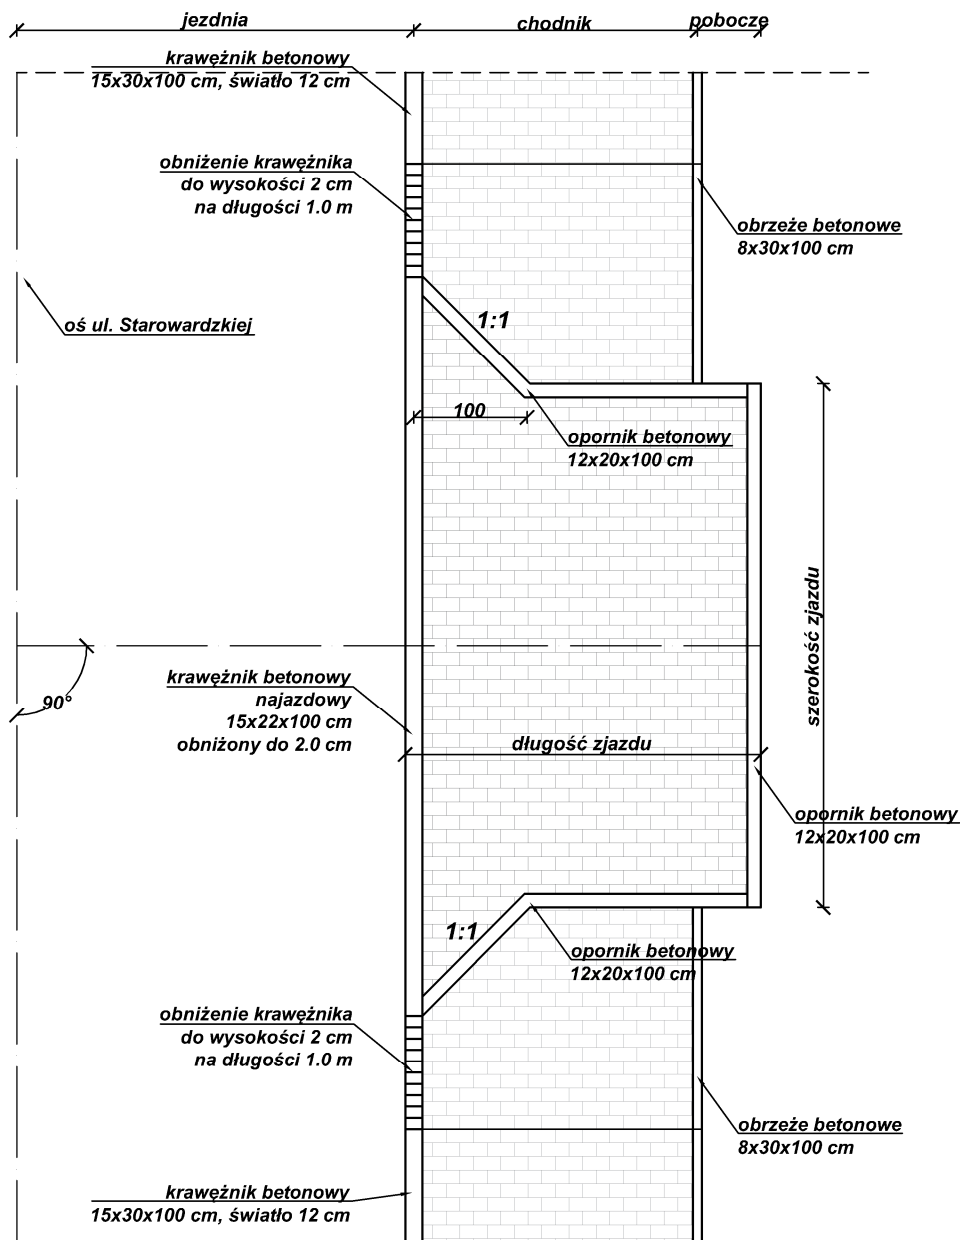 jezdnia
chodnik
pobocze
krawężnik betonowy
15x30x100 cm, światło 12 cm
obniżenie krawężnika
do wysokości 2 cm
na długości 1.0 m
obrzeże betonowe
8x30x100 cm
oś ul. Starowardzkiej
1:1
100
opornik betonowy
12x20x100 cm
szerokość zjazdu
90°
krawężnik betonowy
najazdowy
15x22x100 cm
obniżony do 2.0 cm
długość zjazdu
opornik betonowy
12x20x100 cm
1:1
opornik betonowy
12x20x100 cm
obniżenie krawężnika
do wysokości 2 cm
na długości 1.0 m
obrzeże betonowe
8x30x100 cm
krawężnik betonowy
15x30x100 cm, światło 12 cm